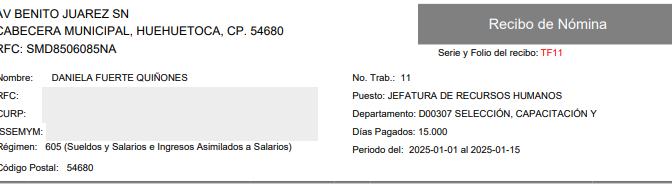 AV BENITO JUAREZ SN
CABECERA MUNICIPAL, HUEHUETOCA, CP. 54680
RFC: SMD8506085NA
Recibo de Nómina
Serie y Folio del recibo: TF11
Nombre: DANIELA FUERTE QUIÑONES
RFC:
CURP:
ISSEMYM:
Régimen: 605 (Sueldos y Salarios e Ingresos Asimilados a Salarios)
Código Postal: 54680
No. Trab.: 11
Puesto: JEFATURA DE RECURSOS HUMANOS
Departamento: D00307 SELECCIÓN, CAPACITACIÓN Y
Días Pagados: 15.000
Periodo del: 2025-01-01 al 2025-01-15